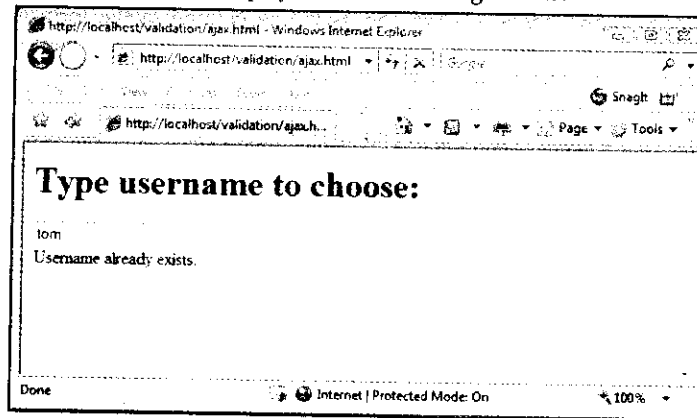 http://localhost/validation/ajax.html - Windows Internet Explorer
http://localhost/validation/ajax.html
SnagIt
http://localhost/validation/ajax.h... Page Tools
Type username to choose:
tom
Username already exists.
Done Internet | Protected Mode: On 100%